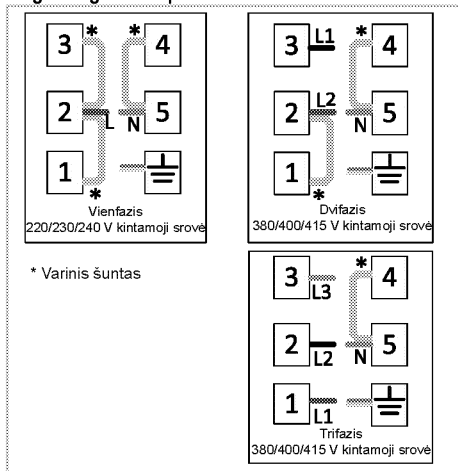 3 * * 4
2 L N 5
1 *
Vienfazis
220/230/240 V kintamoji srovė
3 L1 * 4
2 L2 N 5
1 *
Dvifazis
380/400/415 V kintamoji srovė
* Varinis šuntas
3 L3 * 4
2 L2 N 5
1 L1
Trifazis
380/400/415 V kintamoji srovė